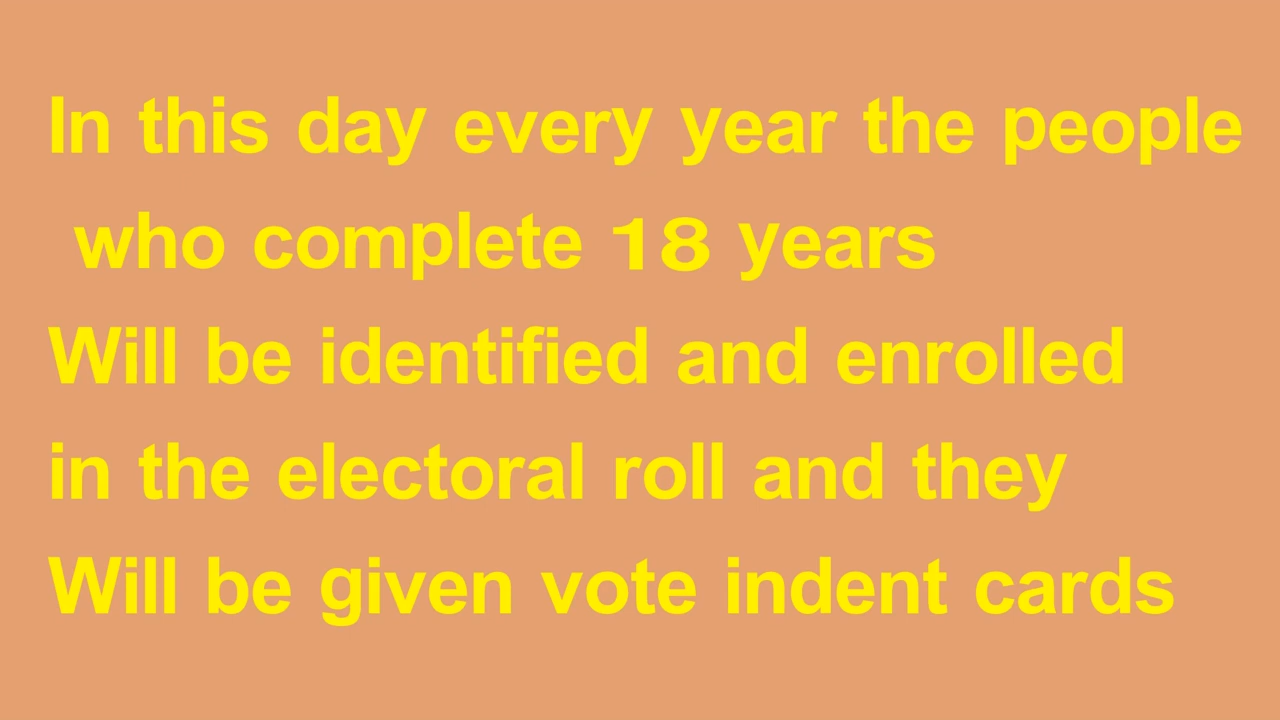 In this day every year the people
who complete 18 years
Will be identified and enrolled
in the electoral roll and they
Will be given vote indent cards